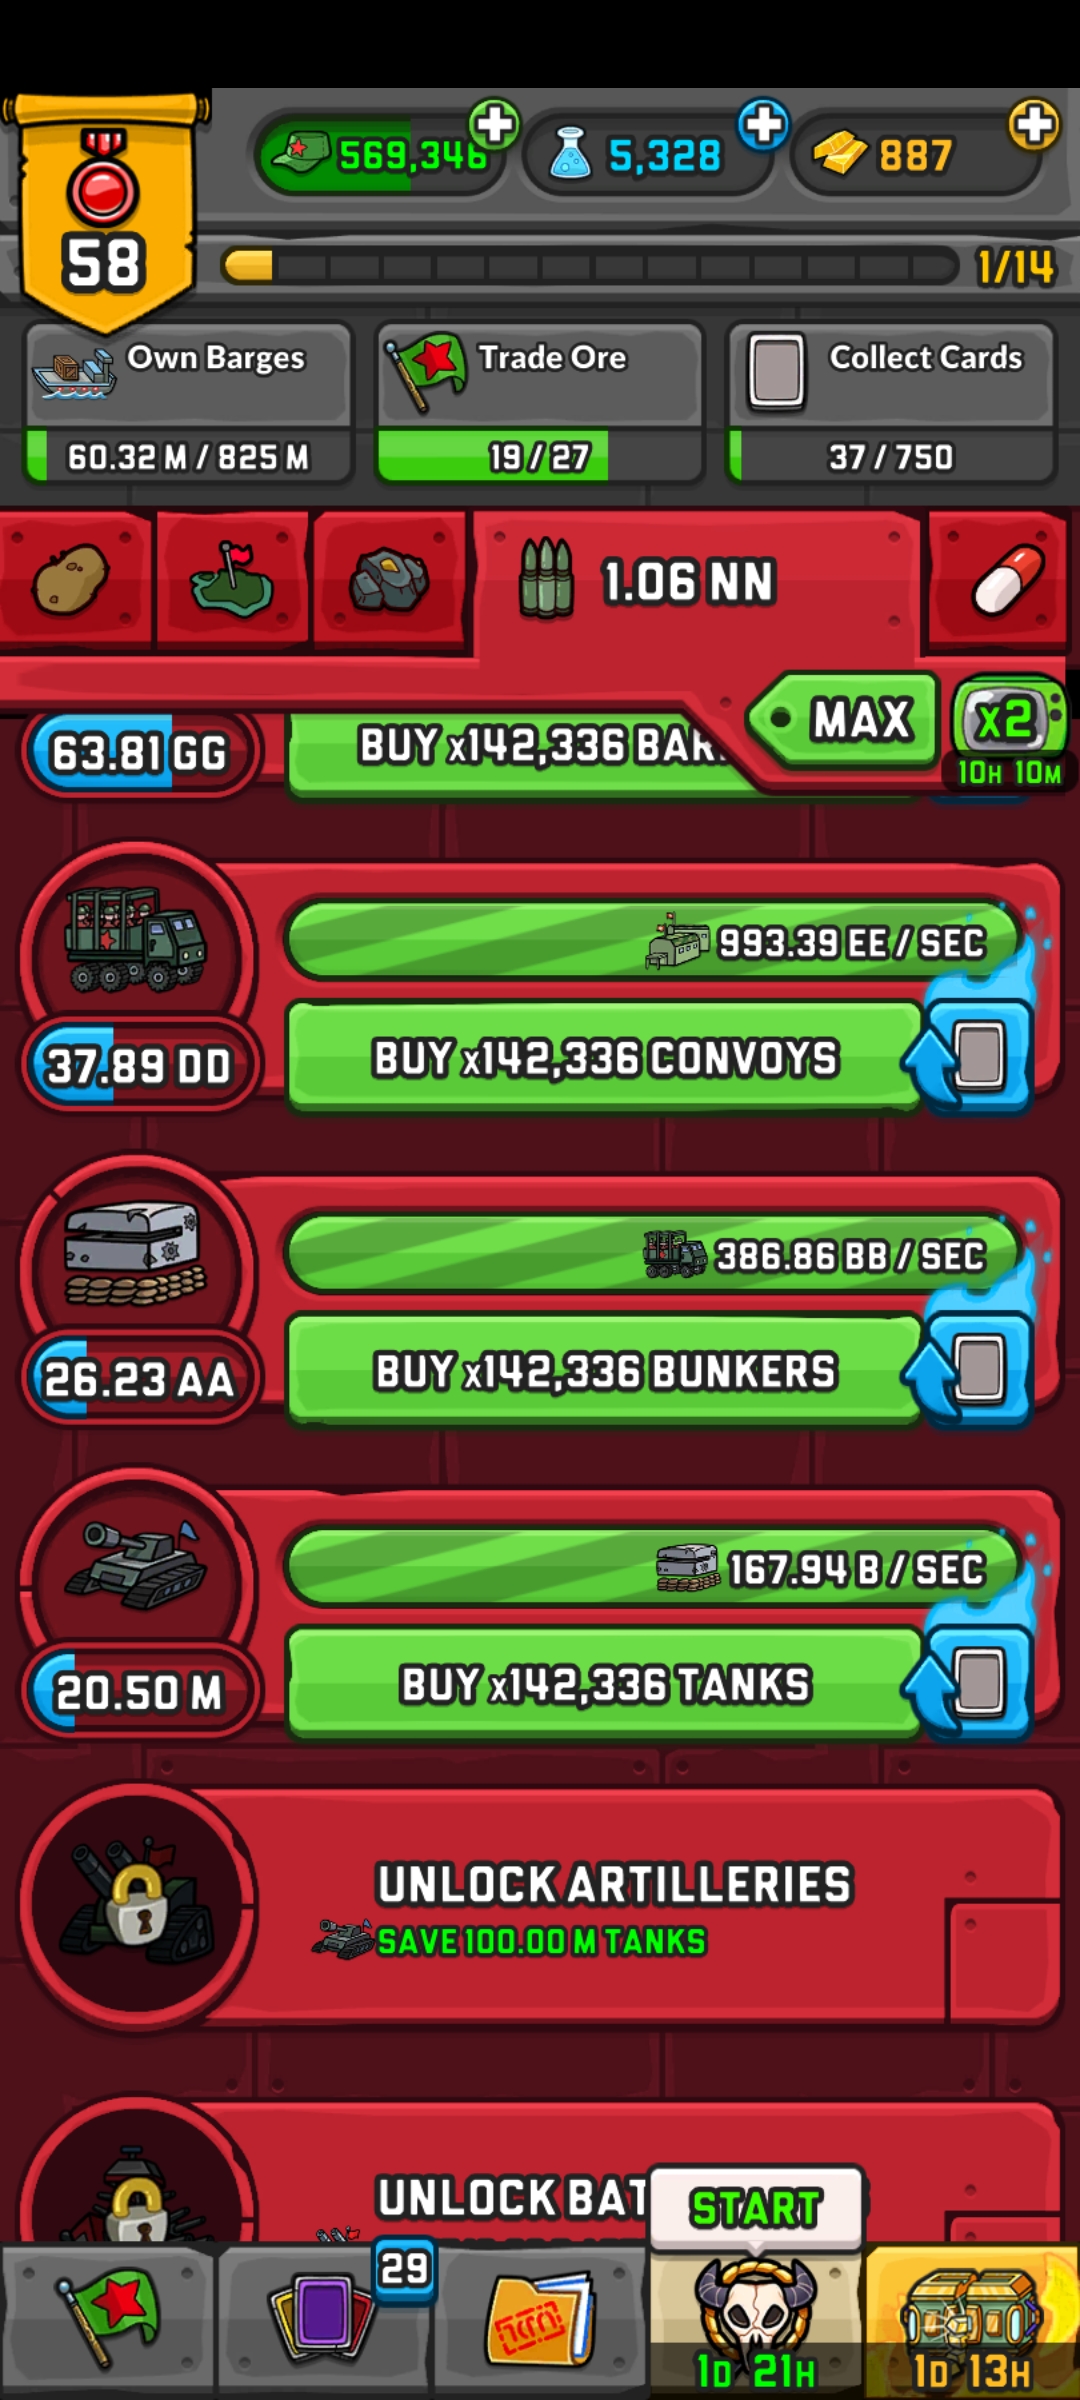 569,346
5,328
887
58
1/14
Own Barges
Trade Ore
Collect Cards
60.32 M / 825 M
19 / 27
37 / 750
1.06 NN
MAX
x2
10H 10M
63.81 GG
BUY x142,336 BAR
993.39 EE / SEC
37.89 DD
BUY x142,336 CONVOYS
386.86 BB / SEC
26.23 AA
BUY x142,336 BUNKERS
167.94 B / SEC
20.50 M
BUY x142,336 TANKS
UNLOCK ARTILLERIES
SAVE 100.00 M TANKS
UNLOCK BAT
START
29
1D 21H
1D 13H